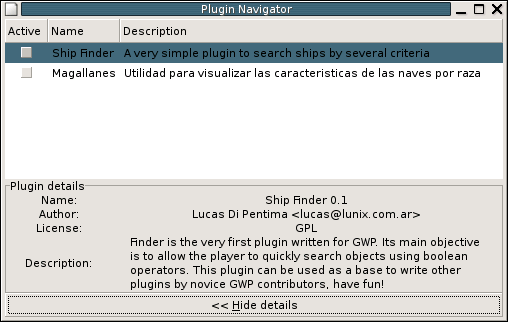 Plugin Navigator
Active Name Description
Ship Finder A very simple plugin to search ships by several criteria
Magallanes Utilidad para visualizar las caracteristicas de las naves por raza
Plugin details
Name: Ship Finder 0.1
Author: Lucas Di Pentima <lucas@lunix.com.ar>
License: GPL
Description: Finder is the very first plugin written for GWP. Its main objective
is to allow the player to quickly search objects using boolean
operators. This plugin can be used as a base to write other
plugins by novice GWP contributors, have fun!
<< Hide details